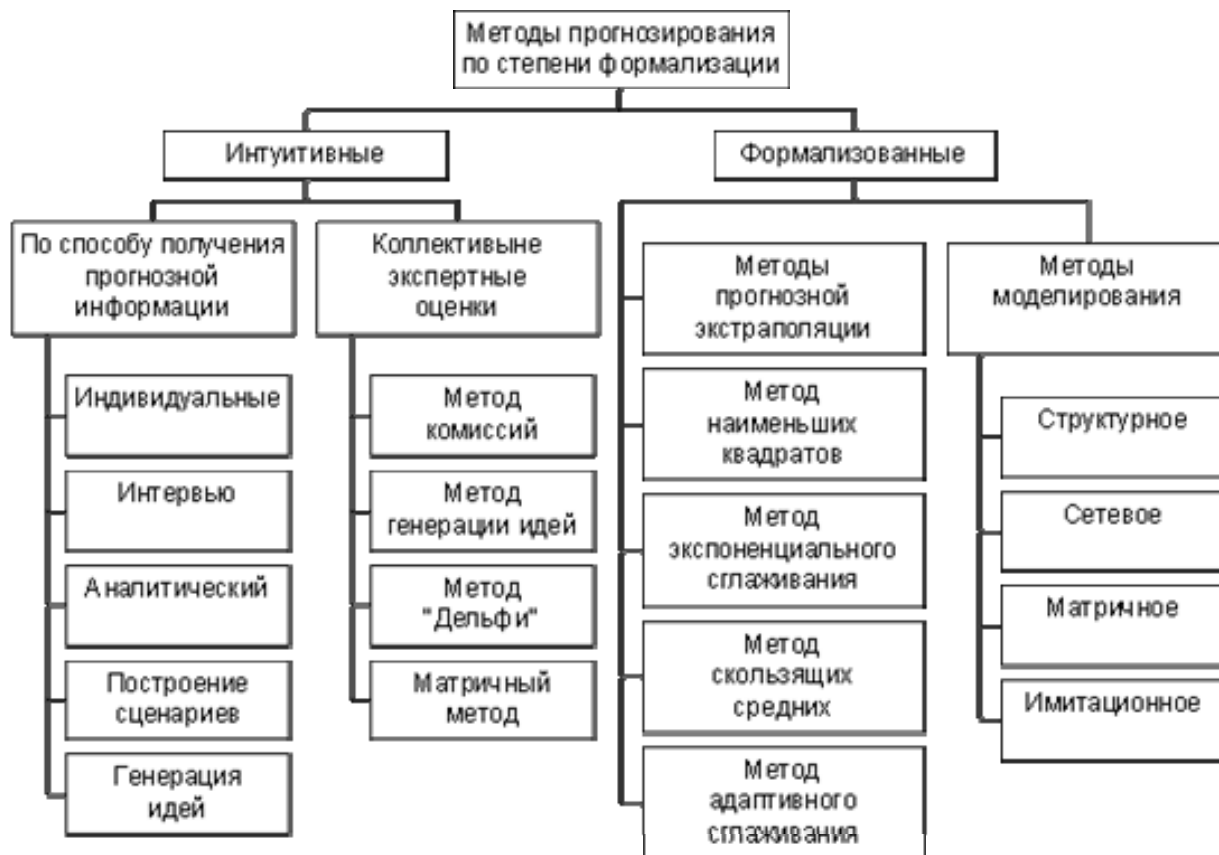 Методы прогнозирования
по степени формализации
Интуитивные
Формализованные
По способу получения
прогнозной
информации
Индивидуальные
Интервью
Аналитический
Построение
сценариев
Генерация
идей
Коллективыне
экспертные
оценки
Метод
комиссий
Метод
генерации идей
Метод
"Дельфи"
Матричный
метод
Методы
прогнозной
экстраполяции
Метод
наименьших
квадратов
Метод
экспоненциального
сглаживания
Метод
скользящих
средних
Метод
адаптивного
сглаживания
Методы
моделирования
Структурное
Сетевое
Матричное
Имитационное